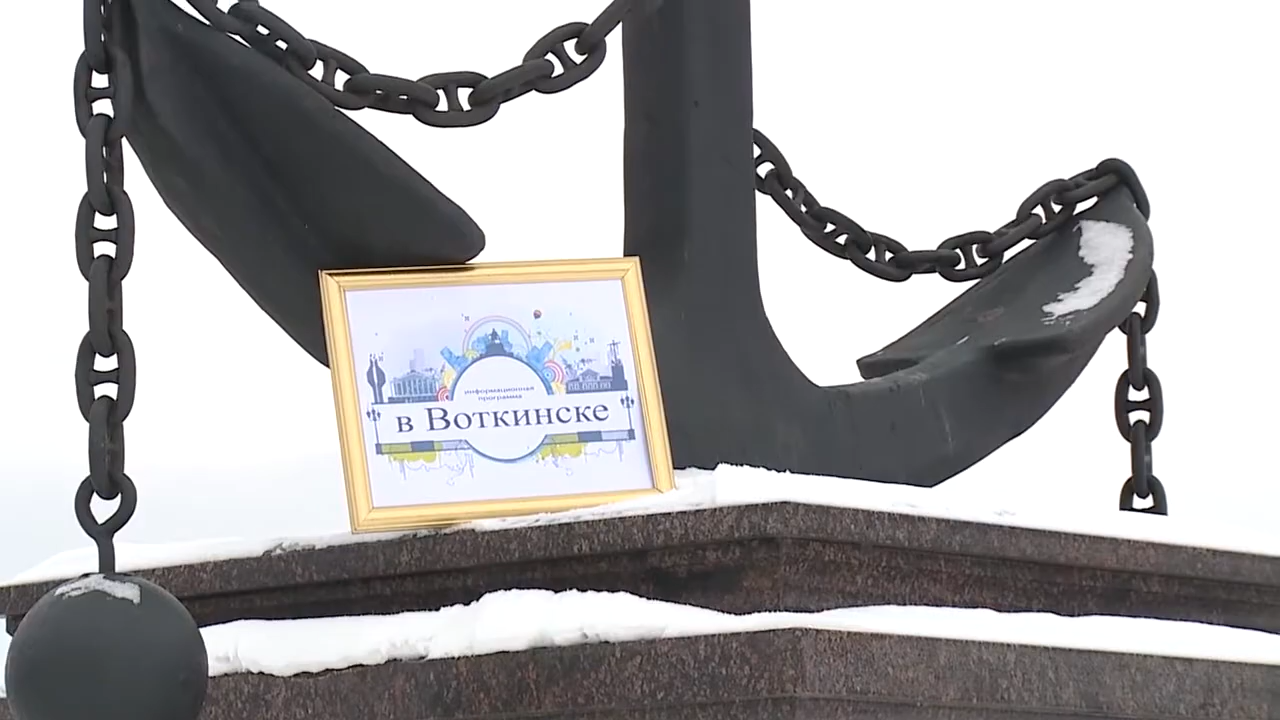 информационная
программа
в Воткинске